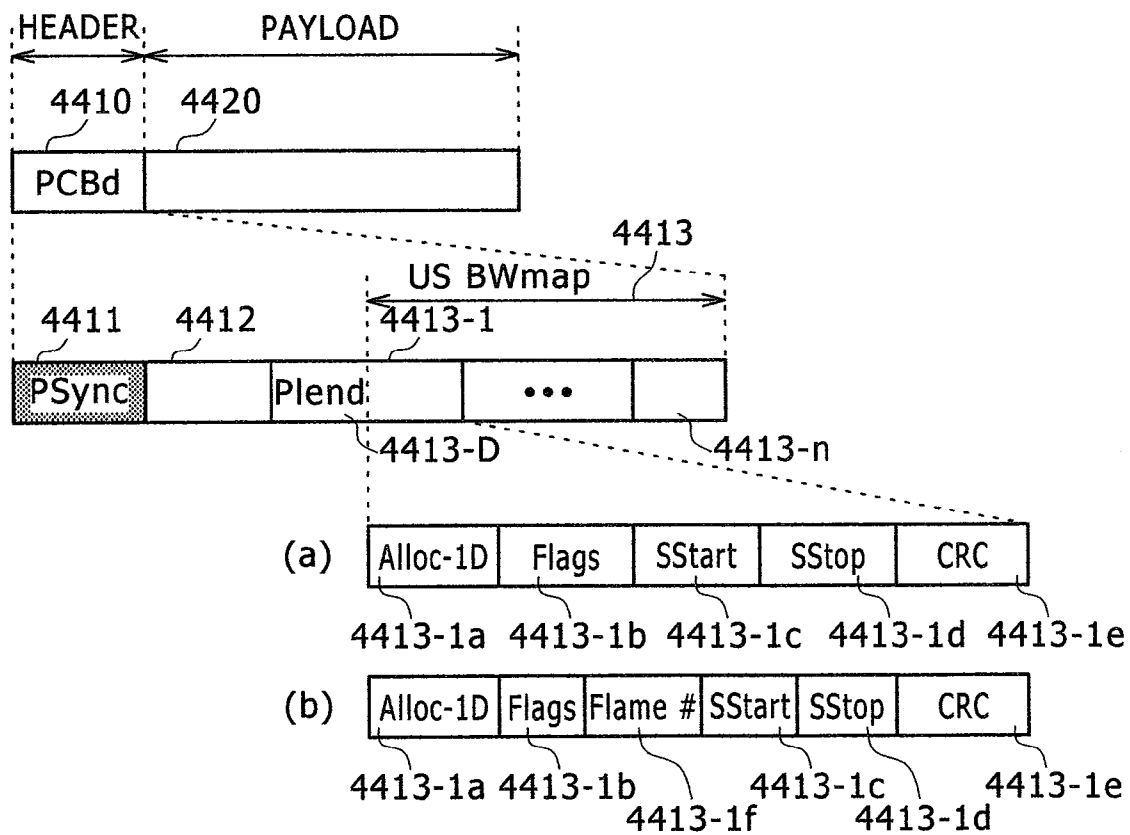 HEADER PAYLOAD
4410 4420
PCBd
4413
US BWmap
4411 4412 4413-1
PSync Plend •••
4413-D 4413-n
(a) Alloc-1D Flags SStart SStop CRC
4413-1a 4413-1b 4413-1c 4413-1d 4413-1e
(b) Alloc-1D Flags Flame # SStart SStop CRC
4413-1a 4413-1b 4413-1c 4413-1e
4413-1f 4413-1d